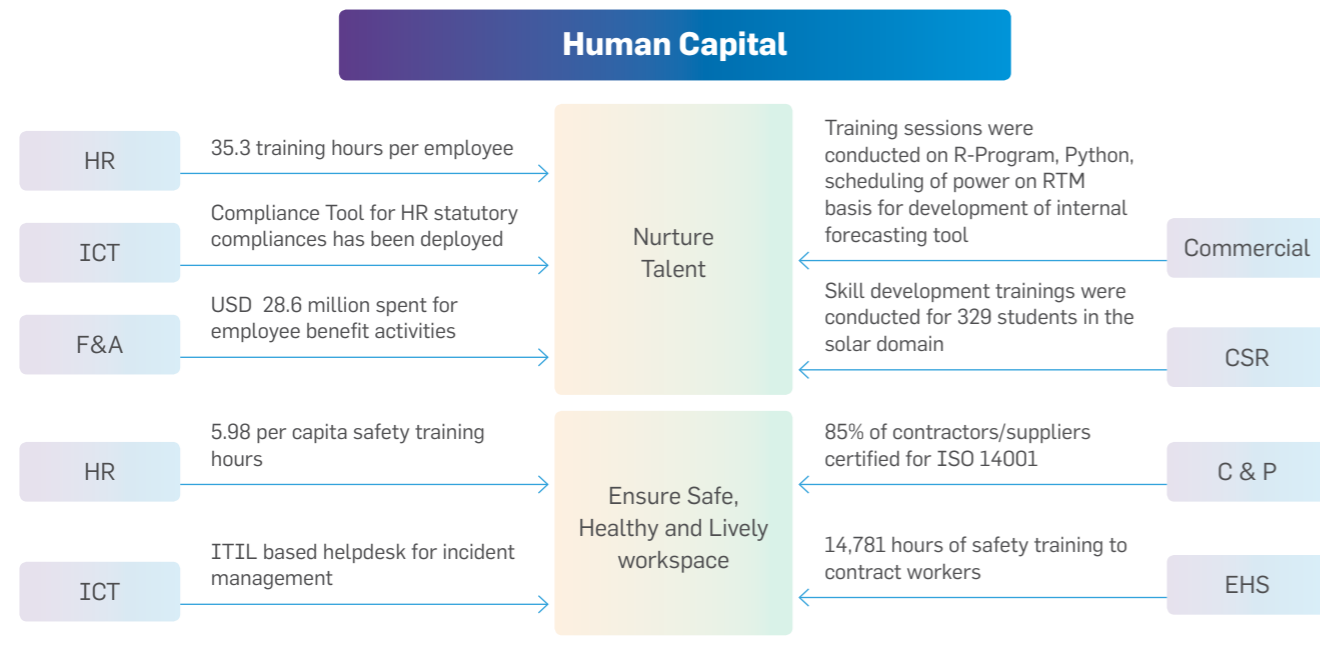 Human Capital
HR
35.3 training hours per employee
ICT
Compliance Tool for HR statutory
compliances has been deployed
F&A
USD 28.6 million spent for
employee benefit activities
Nurture
Talent
Training sessions were
conducted on R-Program, Python,
scheduling of power on RTM
basis for development of internal
forecasting tool
Commercial
Skill development trainings were
conducted for 329 students in the
solar domain
CSR
HR
5.98 per capita safety training
hours
ICT
ITIL based helpdesk for incident
management
Ensure Safe,
Healthy and Lively
workspace
85% of contractors/suppliers
certified for ISO 14001
C & P
14,781 hours of safety training to
contract workers
EHS